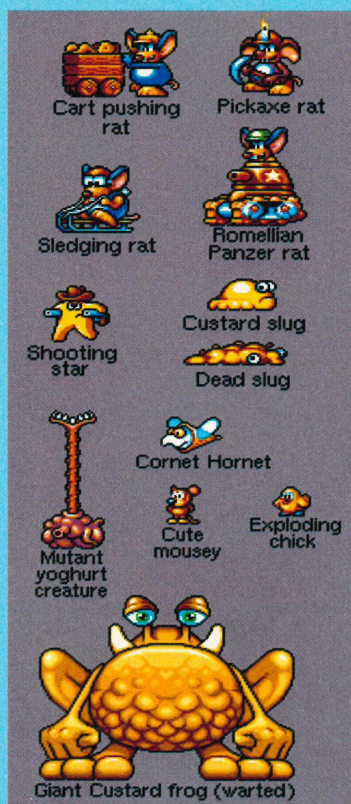 Cart pushing
rat
Pickaxe rat
Sledging rat
Romellian
Panzer rat
Shooting
star
Custard slug
Dead slug
Mutant
yoghurt
creature
Cornet Hornet
Cute
mousey
Exploding
chick
Giant Custard frog (warted)